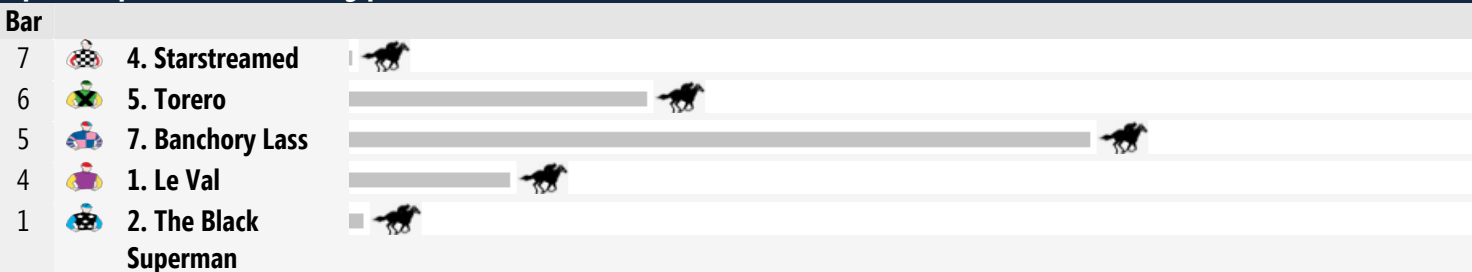 Bar
7 4. Starstreamed
6 5. Torero
5 7. Banchory Lass
4 1. Le Val
1 2. The Black
Superman